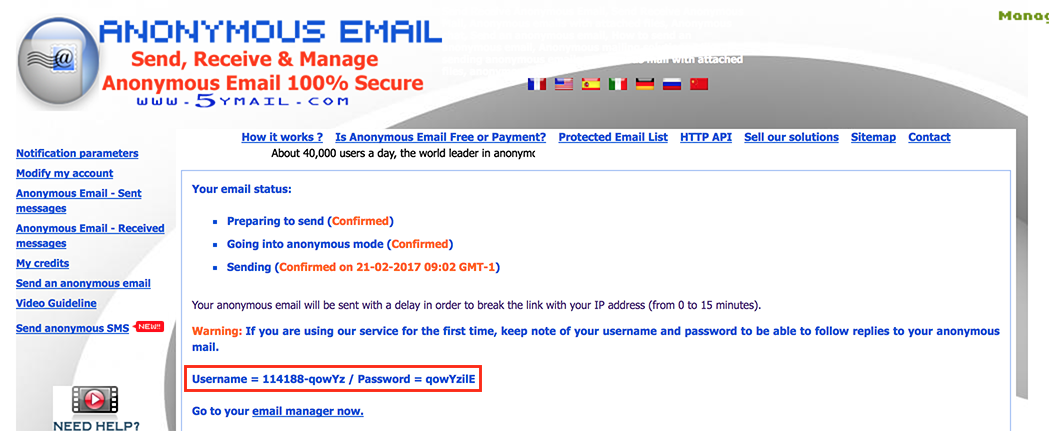 Manag
ANONYMOUS EMAIL
Send, Receive & Manage
Anonymous Email 100% Secure
www.5ymail.com
mail with attached
How it works ? Is Anonymous Email Free or Payment? Protected Email List HTTP API Sell our solutions Sitemap Contact
About 40,000 users a day, the world leader in anonymo
Notification parameters
Modify my account
Anonymous Email - Sent
messages
Anonymous Email - Received
messages
My credits
Send an anonymous email
Video Guideline
Send anonymous SMS NEW!!
NEED HELP?
Your email status:
Preparing to send (Confirmed)
Going into anonymous mode (Confirmed)
Sending (Confirmed on 21-02-2017 09:02 GMT-1)
Your anonymous email will be sent with a delay in order to break the link with your IP address (from 0 to 15 minutes).
Warning: If you are using our service for the first time, keep note of your username and password to be able to follow replies to your anonymous
mail.
Username = 114188-qowYz / Password = qowYzilE
Go to your email manager now.